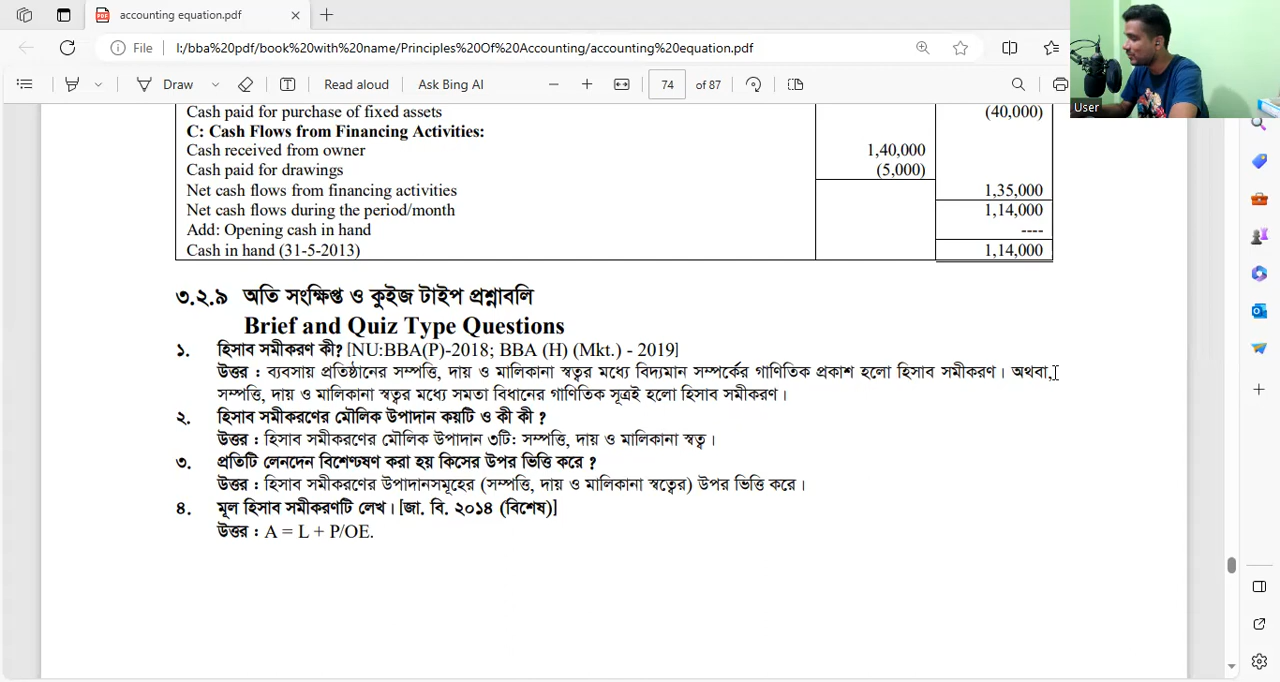 accounting equation.pdf
File
I:/bba%20pdf/book%20with%20name/Principles%20Of%20Accounting/accounting%20equation.pdf
Draw
Read aloud
Ask Bing AI
74 of 87
User
Cash paid for purchase of fixed assets (40,000)
C: Cash Flows from Financing Activities:
Cash received from owner 1,40,000
Cash paid for drawings (5,000)
Net cash flows from financing activities 1,35,000
Net cash flows during the period/month 1,14,000
Add: Opening cash in hand ----
Cash in hand (31-5-2013) 1,14,000
৩.২.৯ অতি সংক্ষিপ্ত ও কুইজ টাইপ প্রশ্নাবলি
Brief and Quiz Type Questions
১. হিসাব সমীকরণ কী? [NU:BBA(P)-2018; BBA (H) (Mkt.) - 2019]
উত্তর : ব্যবসায় প্রতিষ্ঠানের সম্পত্তি, দায় ও মালিকানা স্বত্বর মধ্যে বিদ্যমান সম্পর্কের গাণিতিক প্রকাশ হলো হিসাব সমীকরণ। অথবা,
সম্পত্তি, দায় ও মালিকানা স্বত্বর মধ্যে সমতা বিধানের গাণিতিক সূত্রই হলো হিসাব সমীকরণ।
২. হিসাব সমীকরণের মৌলিক উপাদান কয়টি ও কী কী ?
উত্তর : হিসাব সমীকরণের মৌলিক উপাদান ৩টি: সম্পত্তি, দায় ও মালিকানা স্বত্ব।
৩. প্রতিটি লেনদেন বিশেণ্ঢষণ করা হয় কিসের উপর ভিত্তি করে ?
উত্তর : হিসাব সমীকরণের উপাদানসমূহের (সম্পত্তি, দায় ও মালিকানা স্বত্বের) উপর ভিত্তি করে।
৪. মূল হিসাব সমীকরণটি লেখ। [জা. বি. ২০১৪ (বিশেষ)]
উত্তর : A = L + P/OE.